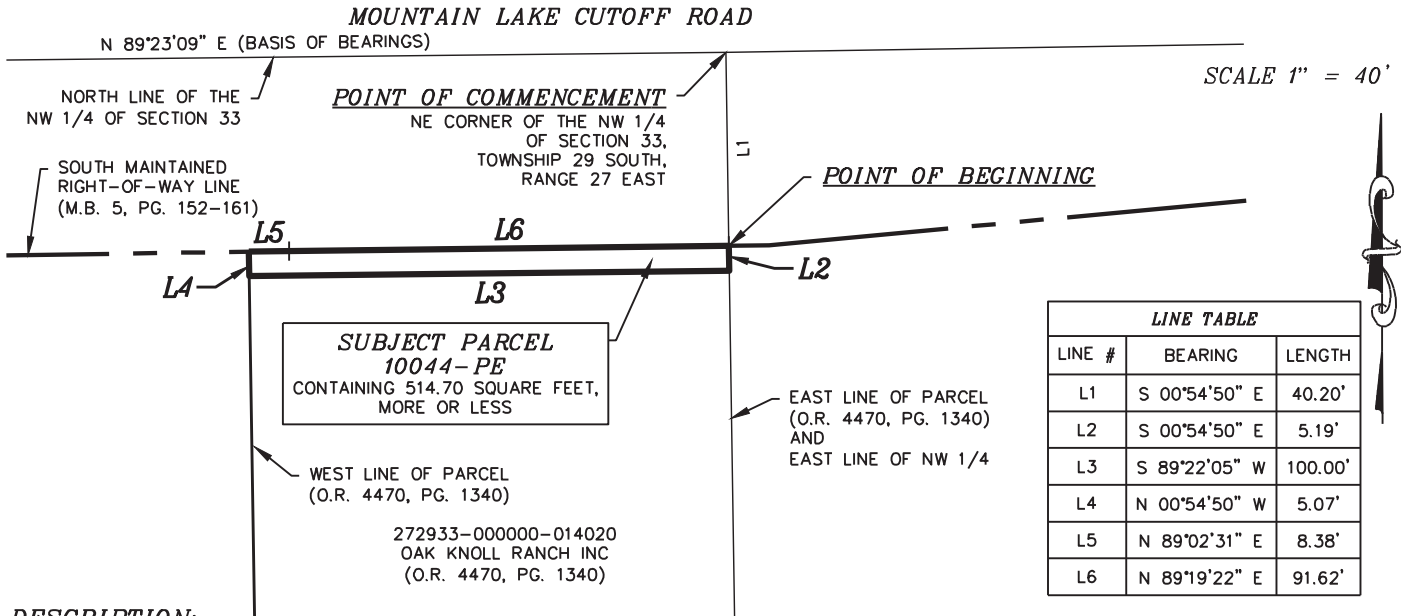 MOUNTAIN LAKE CUTOFF ROAD
N 89°23'09" E (BASIS OF BEARINGS)
SCALE 1" = 40'
NORTH LINE OF THE
NW 1/4 OF SECTION 33
POINT OF COMMENCEMENT
NE CORNER OF THE NW 1/4
OF SECTION 33,
TOWNSHIP 29 SOUTH,
RANGE 27 EAST
L1
SOUTH MAINTAINED
RIGHT-OF-WAY LINE
(M.B. 5, PG. 152-161)
POINT OF BEGINNING
L5
L6
L4
L3
L2
SUBJECT PARCEL
10044-PE
CONTAINING 514.70 SQUARE FEET,
MORE OR LESS
EAST LINE OF PARCEL
(O.R. 4470, PG. 1340)
AND
EAST LINE OF NW 1/4
WEST LINE OF PARCEL
(O.R. 4470, PG. 1340)
272933-000000-014020
OAK KNOLL RANCH INC
(O.R. 4470, PG. 1340)
LINE TABLE
LINE # BEARING LENGTH
L1 S 00°54'50" E 40.20'
L2 S 00°54'50" E 5.19'
L3 S 89°22'05" W 100.00'
L4 N 00°54'50" W 5.07'
L5 N 89°02'31" E 8.38'
L6 N 89°19'22" E 91.62'
DESCRIPTION: